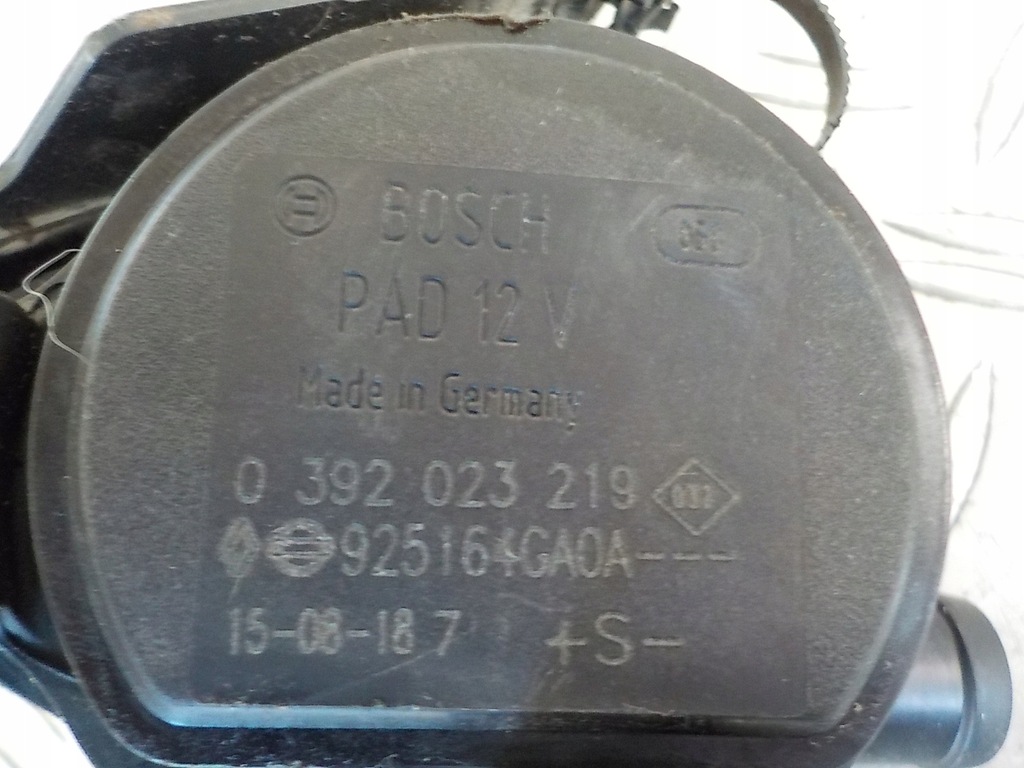 BOSCH
PAD 12 V
Made in Germany
0 392 023 219
925164GA0A---
15-08-18 7 +S-